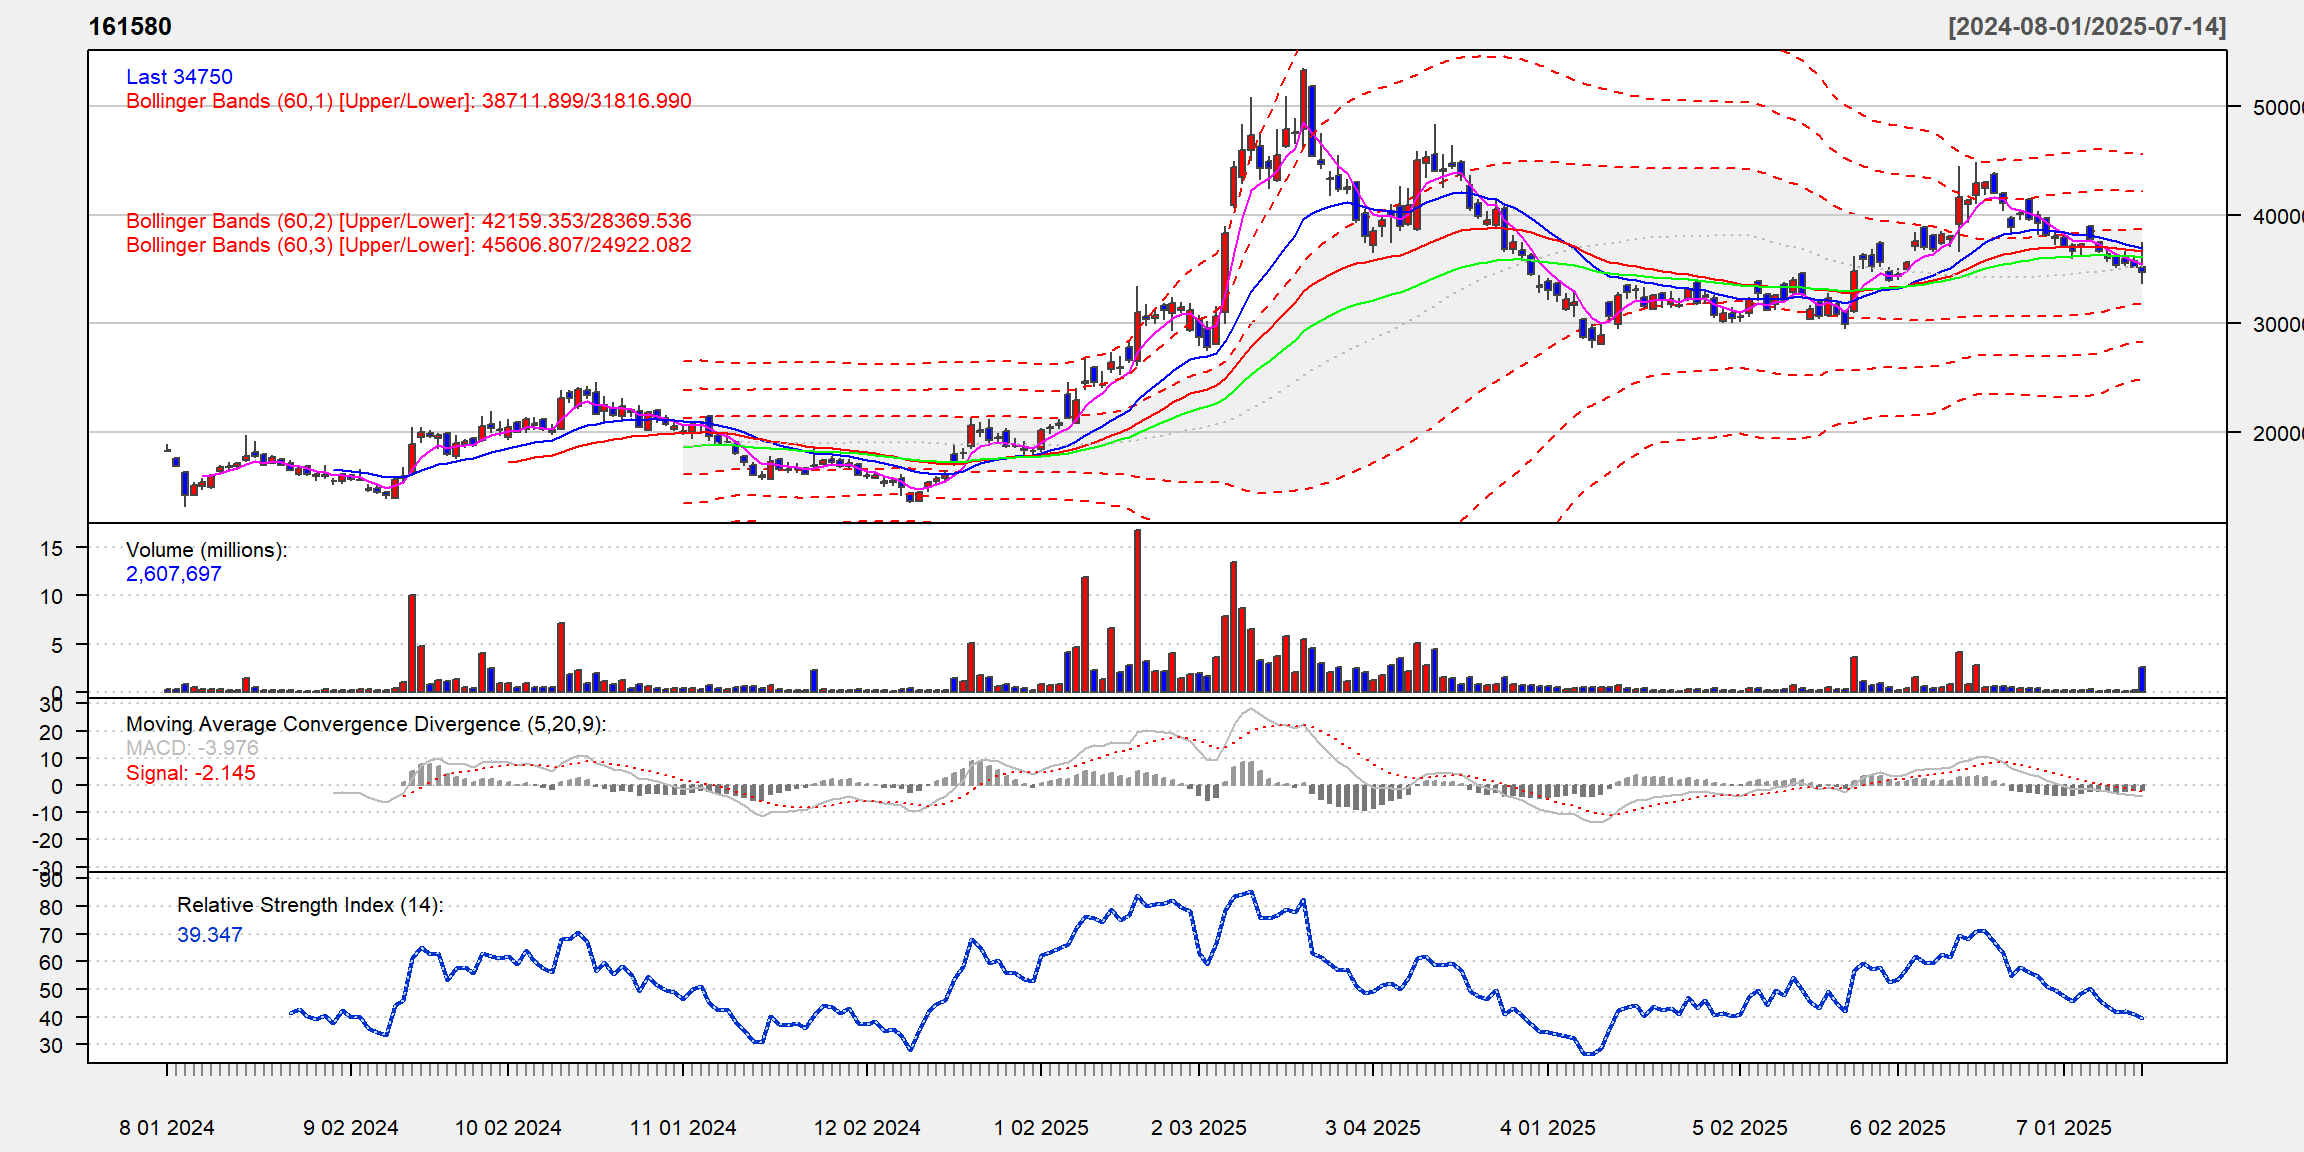 161580
[2024-08-01/2025-07-14]
Last 34750
Bollinger Bands (60,1) [Upper/Lower]: 38711.899/31816.990
Bollinger Bands (60,2) [Upper/Lower]: 42159.353/28369.536
Bollinger Bands (60,3) [Upper/Lower]: 45606.807/24922.082
50000
40000
30000
20000
Volume (millions):
2,607,697
15
10
5
0
Moving Average Convergence Divergence (5,20,9):
MACD: -3.976
Signal: -2.145
30
20
10
0
-10
-20
-30
Relative Strength Index (14):
39.347
90
80
70
60
50
40
30
8 01 2024
9 02 2024
10 02 2024
11 01 2024
12 02 2024
1 02 2025
2 03 2025
3 04 2025
4 01 2025
5 02 2025
6 02 2025
7 01 2025